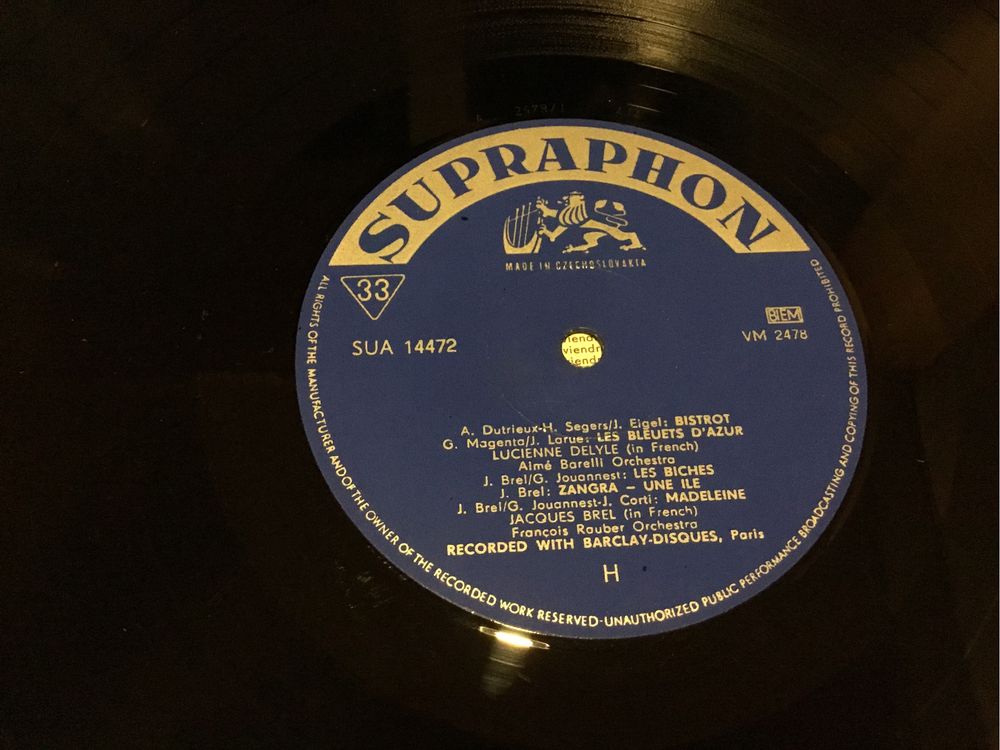 SUPRAPHON
MADE IN CZECHOSLOVAKIA
33
BIEM
SUA 14472
VM 2478
viend
A. Dutrieux-H. Segers/J. Eigel: BISTROT
G. Magenta/J. Larue: LES BLEUETS D'AZUR
LUCIENNE DELYLE (in French)
Aimé Barelli Orchestra
J. Brel/G. Jouannest: LES BICHES
J. Brel: ZANGRA – UNE ILE
J. Brel/G. Jouannest-J. Corti: MADELEINE
JACQUES BREL (in French)
François Rauber Orchestra
RECORDED WITH BARCLAY-DISQUES, Paris
H
ALL RIGHTS OF THE MANUFACTURER AND OF THE OWNER OF THE RECORDED WORK RESERVED-UNAUTHORIZED PUBLIC PERFORMANCE BROADCASTING AND COPYING OF THIS RECORD PROHIBITED